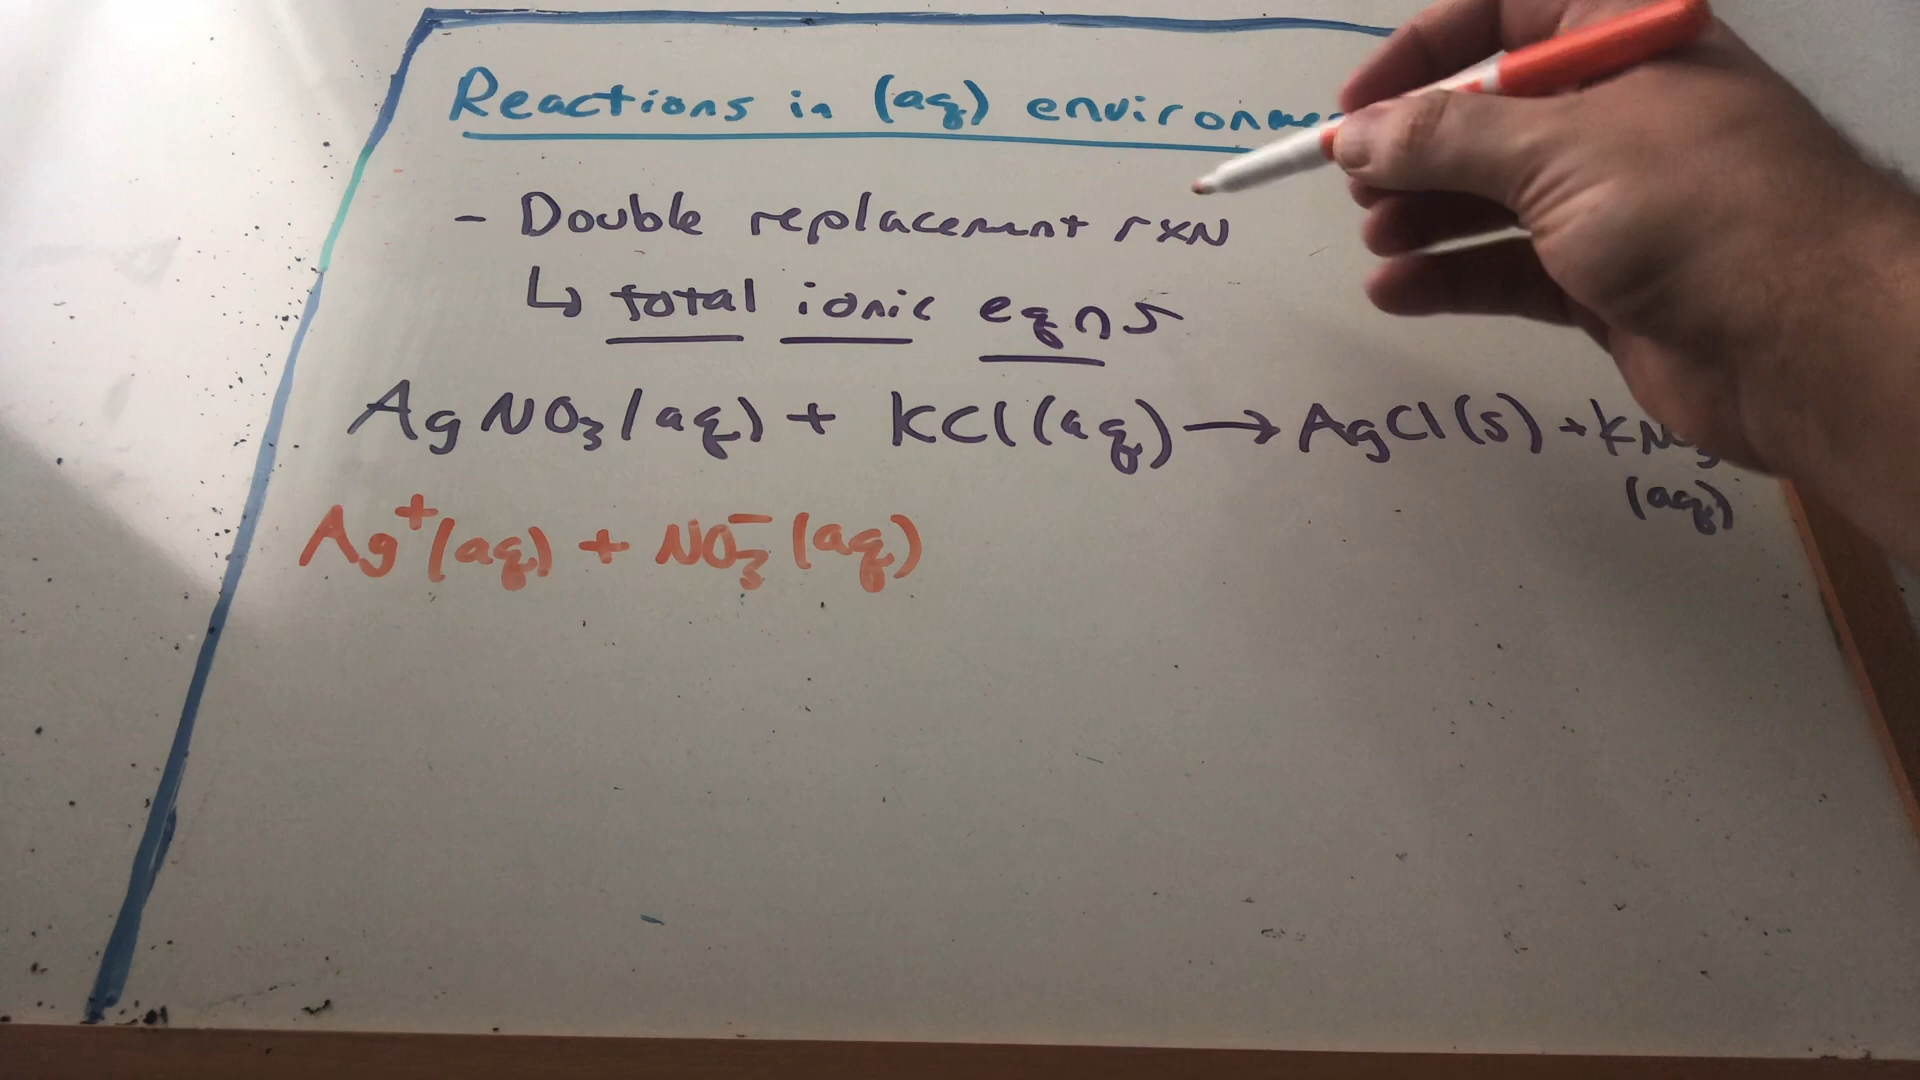 Reactions in (aq)
- Double replacement rxN
↳ total ionic eqns
AgNO₃(aq) + KCl(aq) → AgCl(s) +
(aq)
Ag⁺(aq) + NO₃⁻(aq)